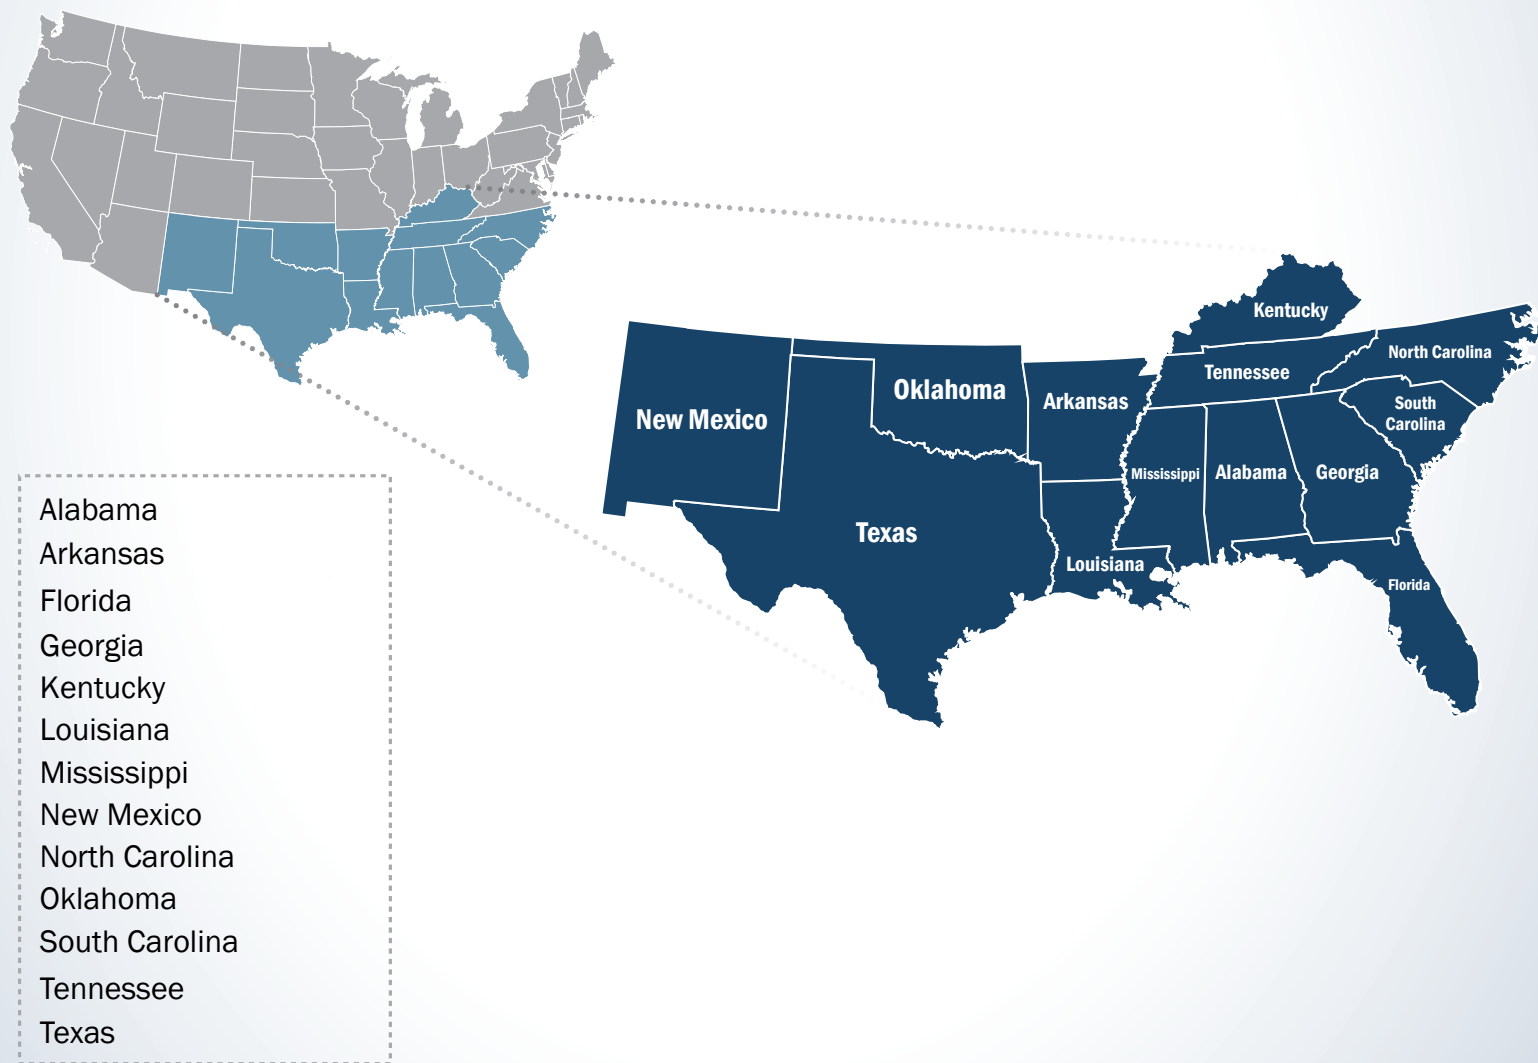 Kentucky
North Carolina
Tennessee
Oklahoma
Arkansas
New Mexico
South
Carolina
Mississippi
Alabama
Georgia
Texas
Louisiana
Florida
Alabama
Arkansas
Florida
Georgia
Kentucky
Louisiana
Mississippi
New Mexico
North Carolina
Oklahoma
South Carolina
Tennessee
Texas